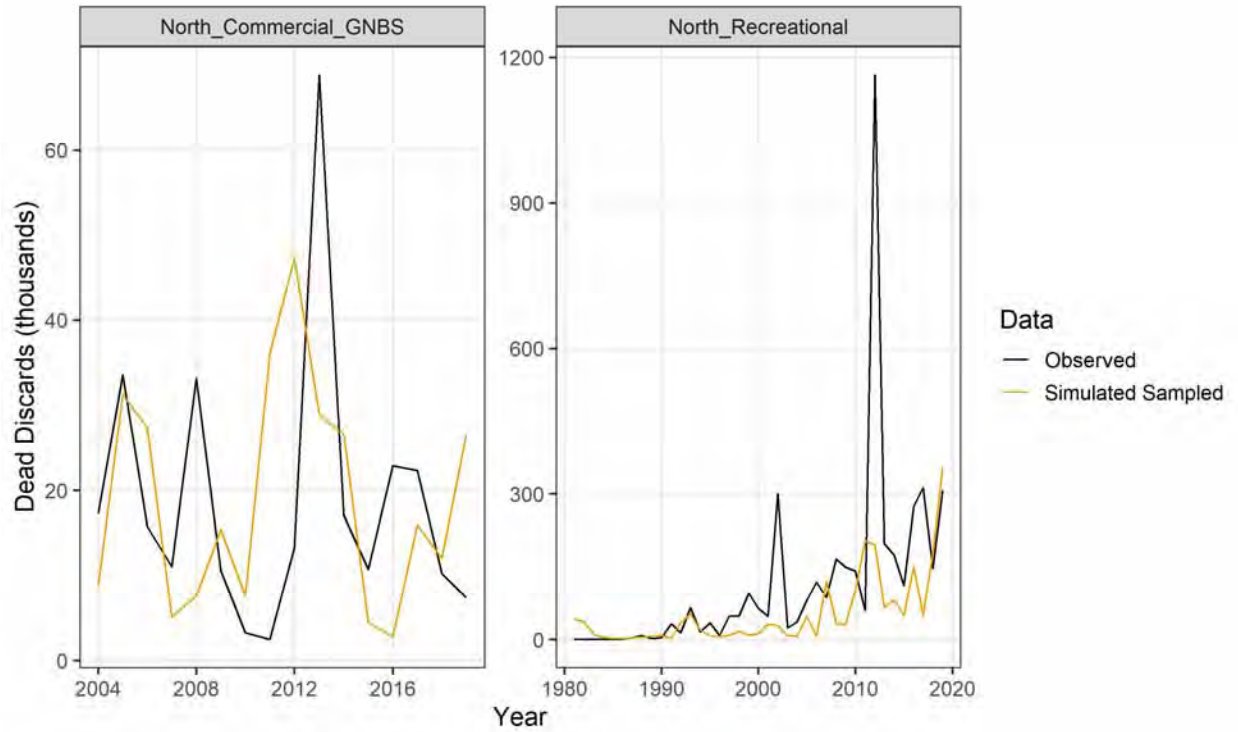 North_Commercial_GNBS
North_Recreational
Dead Discards (thousands)
60
40
20
0
2004
2008
2012
2016
1200
900
600
300
0
1980
1990
2000
2010
2020
Year
Data
Observed
Simulated Sampled